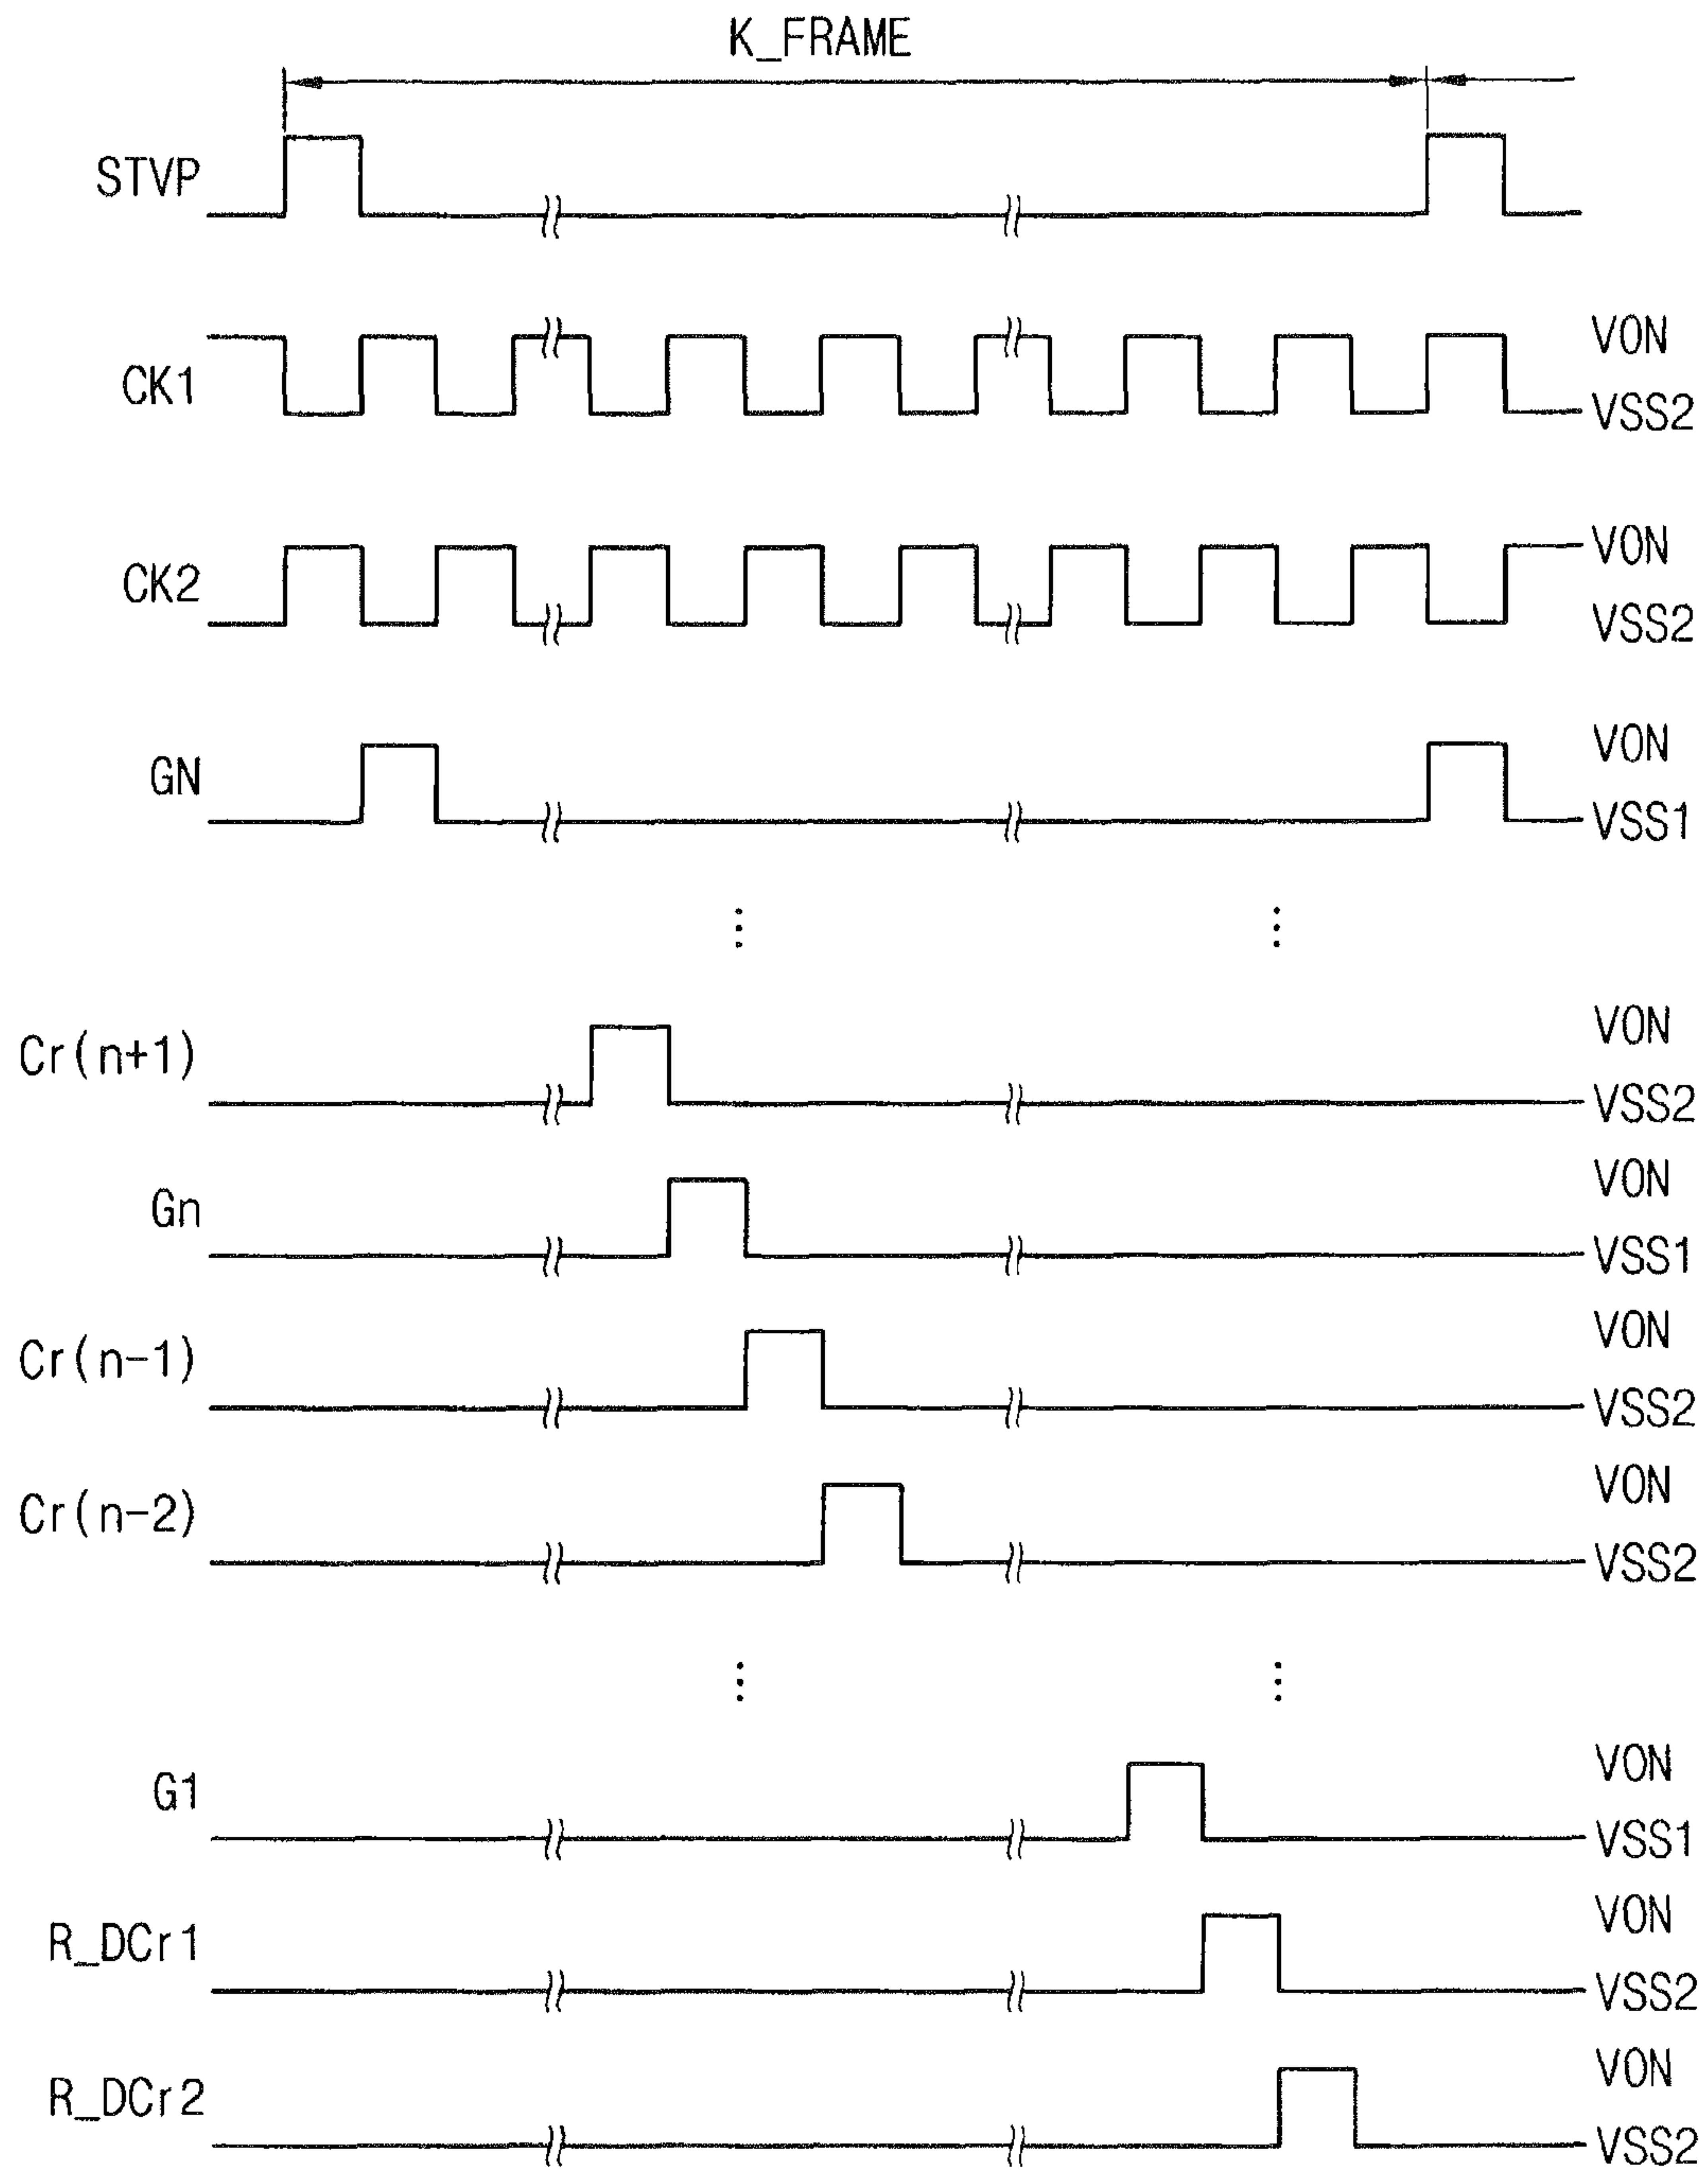 K_FRAME
STVP
CK1
VON
VSS2
CK2
VON
VSS2
GN
VON
VSS1
Cr(n+1)
VON
VSS2
Gn
VON
VSS1
Cr(n-1)
VON
VSS2
Cr(n-2)
VON
VSS2
G1
VON
VSS1
R_DCr1
VON
VSS2
R_DCr2
VON
VSS2